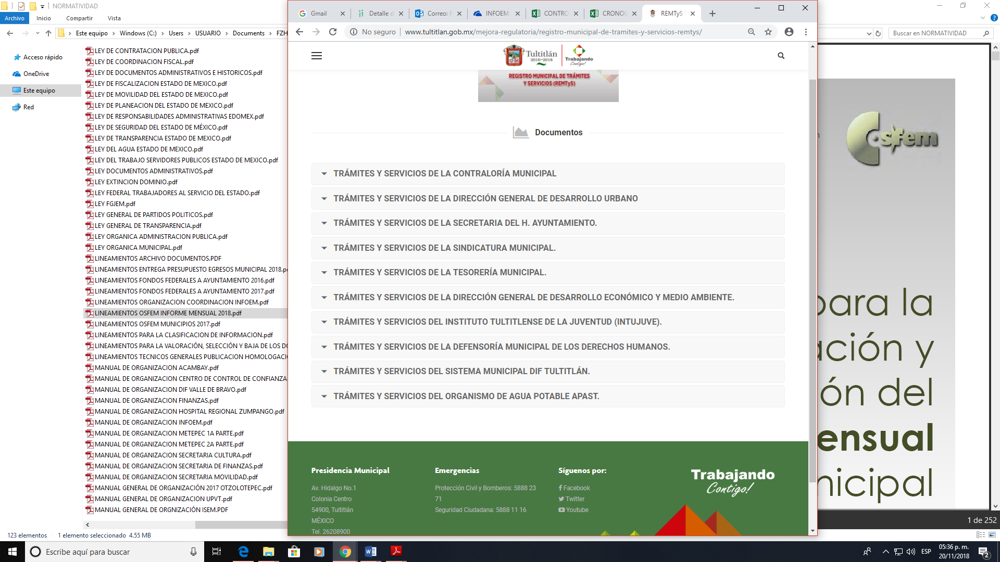 NORMATIVIDAD
Archivo
Inicio
Compartir
Vista
Este equipo
Windows (C:)
Users
USUARIO
Documents
FZH
Acceso rápido
OneDrive
Este equipo
Red
LEY DE CONTRATACION PUBLICA.pdf
LEY DE COORDINACION FISCAL.pdf
LEY DE DOCUMENTOS ADMINISTRATIVOS E HISTORICOS.pdf
LEY DE FISCALIZACION ESTADO DE MEXICO.pdf
LEY DE MOVILIDAD DEL ESTADO DE MEXICO.pdf
LEY DE PLANEACION DEL ESTADO DE MEXICO.pdf
LEY DE RESPONSABILIDADES ADMINISTRATIVAS EDOMEX.pdf
LEY DE SEGURIDAD DEL ESTADO DE MÉXICO.pdf
LEY DE TRANSPARENCIA ESTADO DE MEXICO.pdf
LEY DEL AGUA ESTADO DE MEXICO.pdf
LEY DEL TRABAJO SERVIDORES PUBLICOS ESTADO DE MEXICO.pdf
LEY DOCUMENTOS ADMINISTRATIVOS.pdf
LEY EXTINCION DOMINIO.pdf
LEY FEDERAL TRABAJADORES AL SERVICIO DEL ESTADO.pdf
LEY FGJEM.pdf
LEY GENERAL DE PARTIDOS POLITICOS.pdf
LEY GENERAL DE TRANSPARENCIA.pdf
LEY ORGANICA ADMINISTRACION PUBLICA.pdf
LEY ORGANICA MUNICIPAL.pdf
LINEAMIENTOS ARCHIVO DOCUMENTOS.PDF
LINEAMIENTOS ENTREGA PRESUPUESTO EGRESOS MUNICIPAL 2018.p
LINEAMIENTOS FONDOS FEDERALES A AYUNTAMIENTO 2016.pdf
LINEAMIENTOS FONDOS FEDERALES A AYUNTAMIENTO 2017.pdf
LINEAMIENTOS ORGANIZACION COORDINACION INFOEM.pdf
LINEAMIENTOS OSFEM INFORME MENSUAL 2018.pdf
LINEAMIENTOS OSFEM MUNICIPIOS 2017.pdf
LINEAMIENTOS PARA LA CLASIFICACION DE INFORMACION.pdf
LINEAMIENTOS PARA LA VALORACIÓN, SELECCIÓN Y BAJA DE LOS DO
LINEAMIENTOS TECNICOS GENERALES PUBLICACION HOMOLOGACI
MANUAL DE ORGANIZACION ACAMBAY.pdf
MANUAL DE ORGANIZACION CENTRO DE CONTROL DE CONFIANZA
MANUAL DE ORGANIZACION DIF VALLE DE BRAVO.pdf
MANUAL DE ORGANIZACION FINANZAS.pdf
MANUAL DE ORGANIZACION HOSPITAL REGIONAL ZUMPANGO.pdf
MANUAL DE ORGANIZACION INFOEM.pdf
MANUAL DE ORGANIZACION METEPEC 1A PARTE.pdf
MANUAL DE ORGANIZACION METEPEC 2A PARTE.pdf
MANUAL DE ORGANIZACION SECRETARIA CULTURA.pdf
MANUAL DE ORGANIZACION SECRETARIA DE FINANZAS.pdf
MANUAL DE ORGANIZACION SECRETARIA MOVILIDAD.pdf
MANUAL GENERAL DE ORGANIZACIÓN 2017 OTZOLOTEPEC.pdf
MANUAL GENERAL DE ORGANIZACION UPVT.pdf
MANUAL GENERAL DE ORGNIZACIÓN ISEM.PDF
123 elementos
1 elemento seleccionado 4.55 MB
Gmail
Detalle d
Correo: F
INFOEM
CONTRO
CRONOG
REMTyS
No seguro
www.tultitlan.gob.mx/mejora-regulatoria/registro-municipal-de-tramites-y-servicios-remtys/
Tultitlán
2016-2018
Trabajando
Contigo!
REGISTRO MUNICIPAL DE TRÁMITES
Y SERVICIOS (REMTyS)
Documentos
TRÁMITES Y SERVICIOS DE LA CONTRALORÍA MUNICIPAL
TRÁMITES Y SERVICIOS DE LA DIRECCIÓN GENERAL DE DESARROLLO URBANO
TRÁMITES Y SERVICIOS DE LA SECRETARIA DEL H. AYUNTAMIENTO.
TRÁMITES Y SERVICIOS DE LA SINDICATURA MUNICIPAL.
TRÁMITES Y SERVICIOS DE LA TESORERÍA MUNICIPAL.
TRÁMITES Y SERVICIOS DE LA DIRECCIÓN GENERAL DE DESARROLLO ECONÓMICO Y MEDIO AMBIENTE.
TRÁMITES Y SERVICIOS DEL INSTITUTO TULTITLENSE DE LA JUVENTUD (INTUJUVE).
TRÁMITES Y SERVICIOS DE LA DEFENSORÍA MUNICIPAL DE LOS DERECHOS HUMANOS.
TRÁMITES Y SERVICIOS DEL SISTEMA MUNICIPAL DIF TULTITLÁN.
TRÁMITES Y SERVICIOS DEL ORGANISMO DE AGUA POTABLE APAST.
Presidencia Municipal
Av. Hidalgo No.1
Colonia Centro
54900, Tultitlán
MÉXICO
Tel. 26208900
Emergencias
Protección Civil y Bomberos: 5888 23
71
Seguridad Ciudadana: 5888 11 16
Síguenos por:
Facebook
Twitter
Youtube
Trabajando
Contigo!
Buscar en NORMATIVIDAD
Osfem
para la
ación y
ón del
ensual
nicipal
1 de 252
Escribe aquí para buscar
ESP
05:36 p. m.
20/11/2018
2